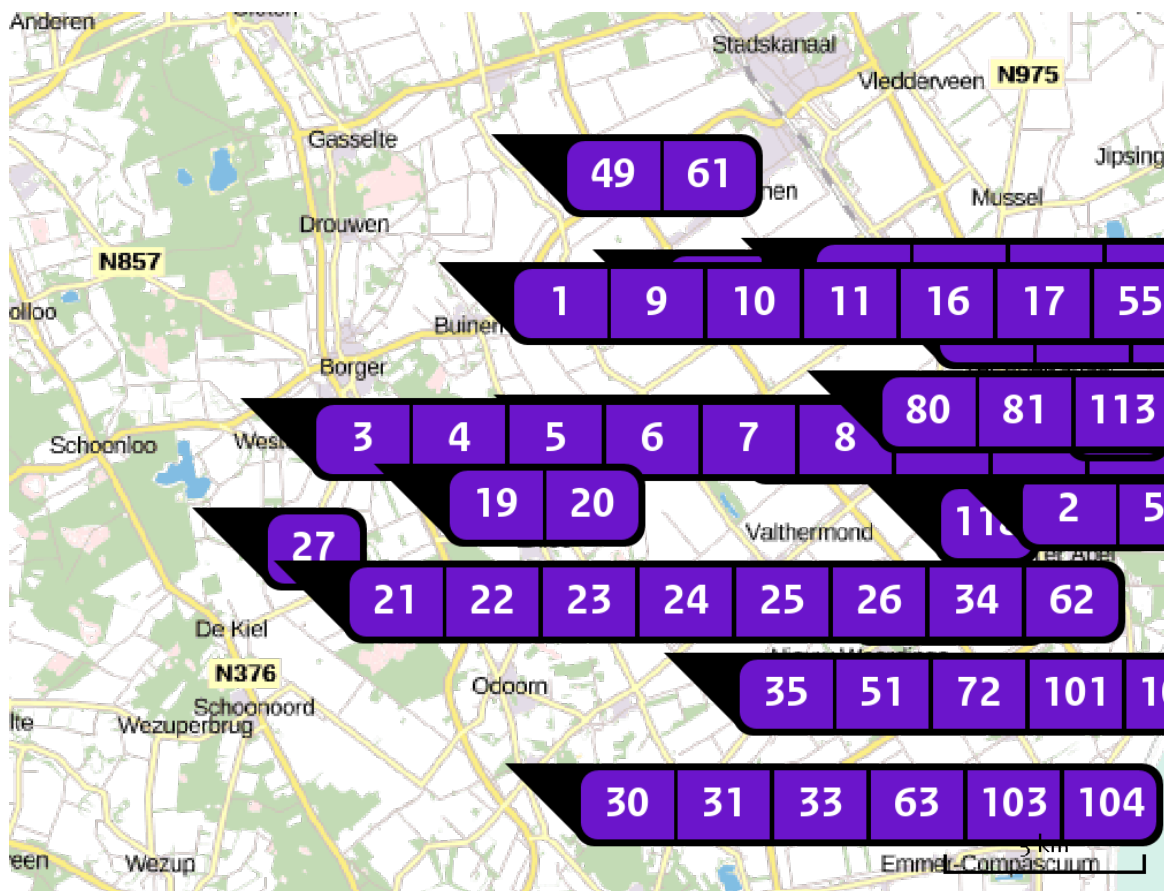 Anderen
Stadskanaal
Vledderveen
N975
Gasselte
Jipsing
49 61
Mussel
Drouwen
N857
1 9 10 11 16 17 55
Buinen
Borger
80 81 113
3 4 5 6 7 8
Schoonloo
19 20
2 5
Valthermond
27
21 22 23 24 25 26 34 62
De Kiel
N376
Odoorn
35 51 72 101
Schoonoord
Wezuperbrug
30 31 33 63 103 104
5 km
Wezup
Emmer-Compascuum